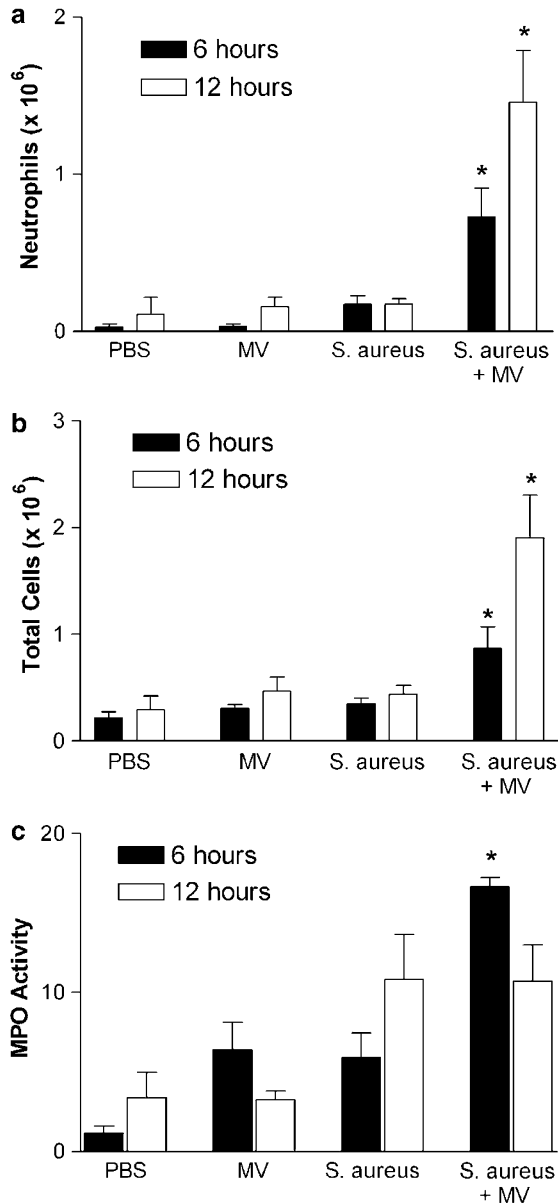 a
Neutrophils (x 10⁶)
2
1
0
6 hours
12 hours
*
*
PBS
MV
S. aureus
S. aureus
+ MV
b
Total Cells (x 10⁶)
3
2
1
0
6 hours
12 hours
*
*
PBS
MV
S. aureus
S. aureus
+ MV
c
MPO Activity
20
10
0
6 hours
12 hours
*
PBS
MV
S. aureus
S. aureus
+ MV